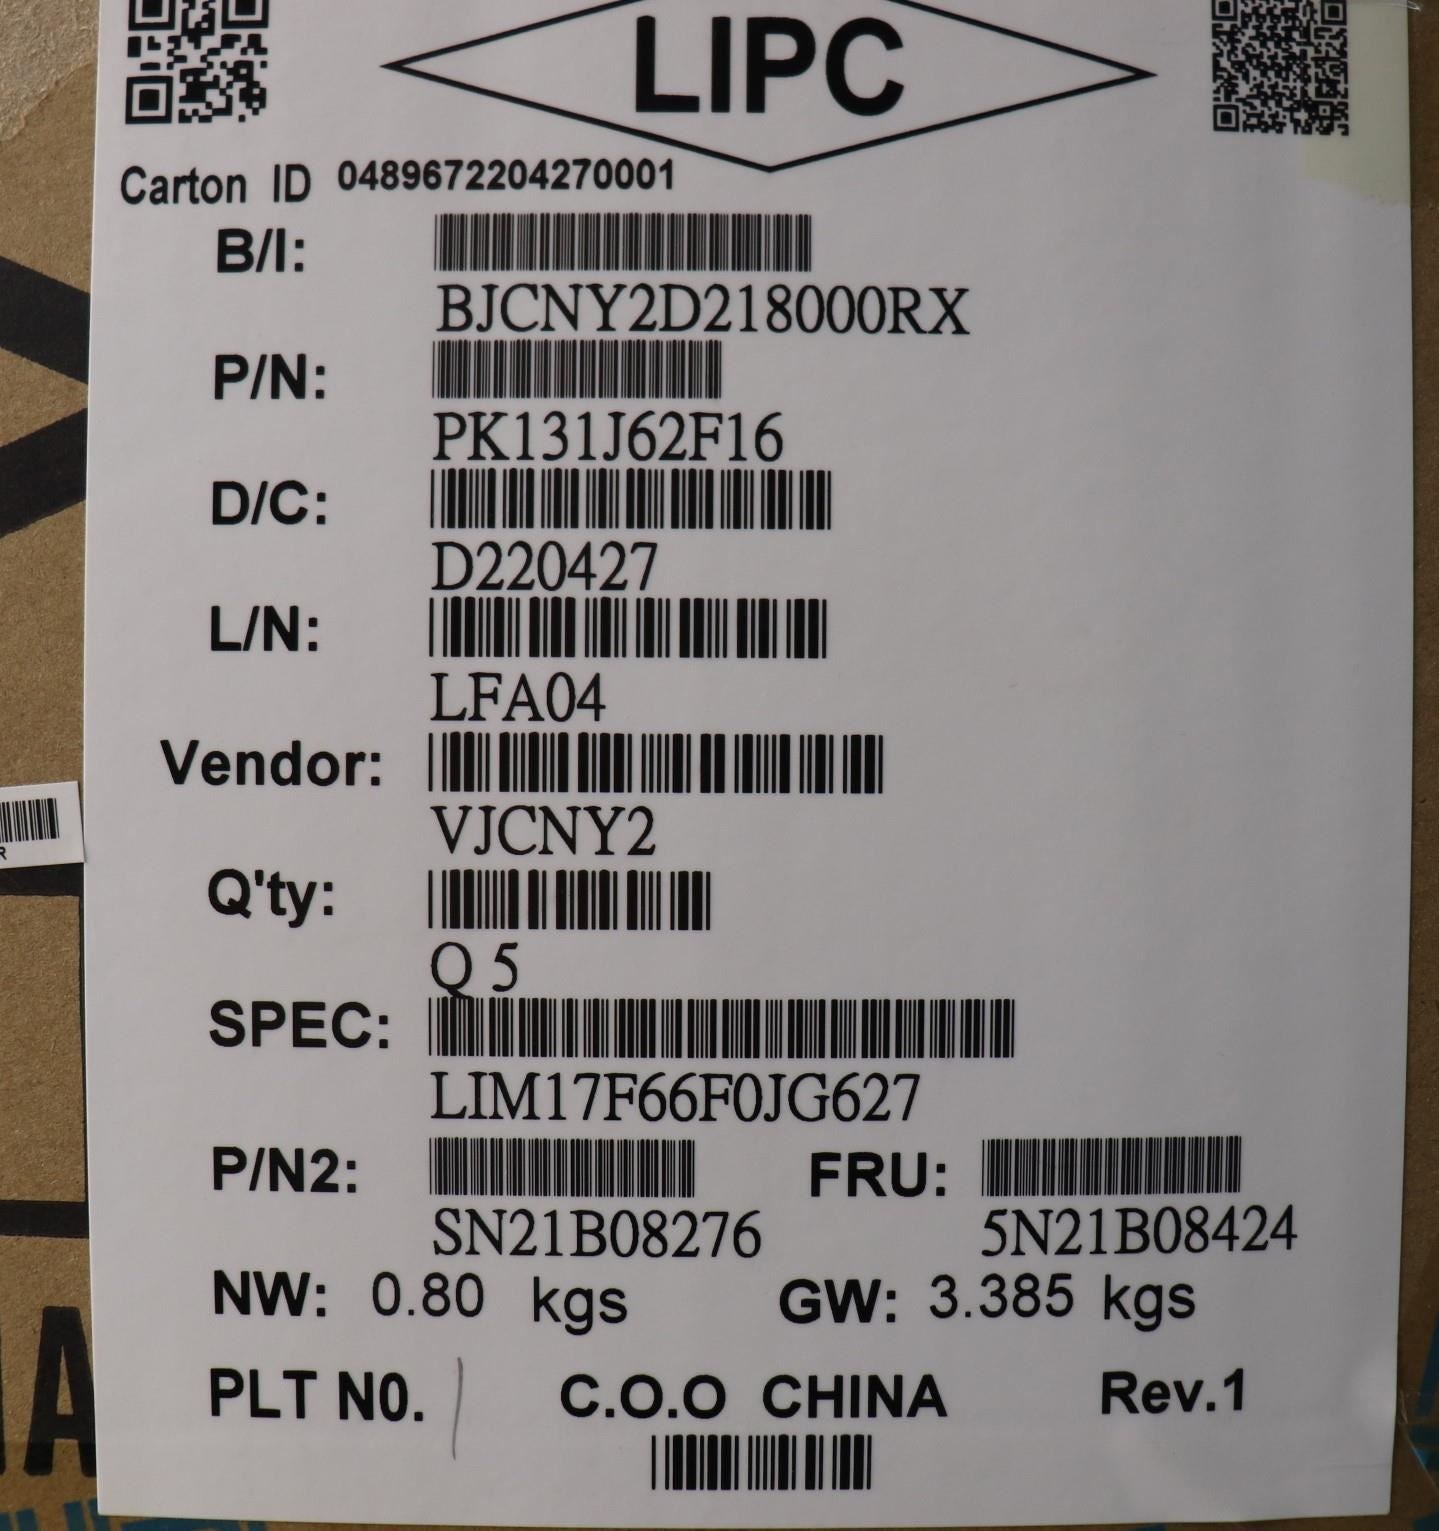 LIPC
Carton ID 0489672204270001
B/I:
BJCNY2D218000RX
P/N:
PK131J62F16
D/C:
D220427
L/N:
LFA04
Vendor:
VJCNY2
Q'ty:
Q 5
SPEC:
LIM17F66F0JG627
P/N2: FRU:
SN21B08276 5N21B08424
NW: 0.80 kgs GW: 3.385 kgs
PLT N0. / C.O.O CHINA Rev.1
R
A